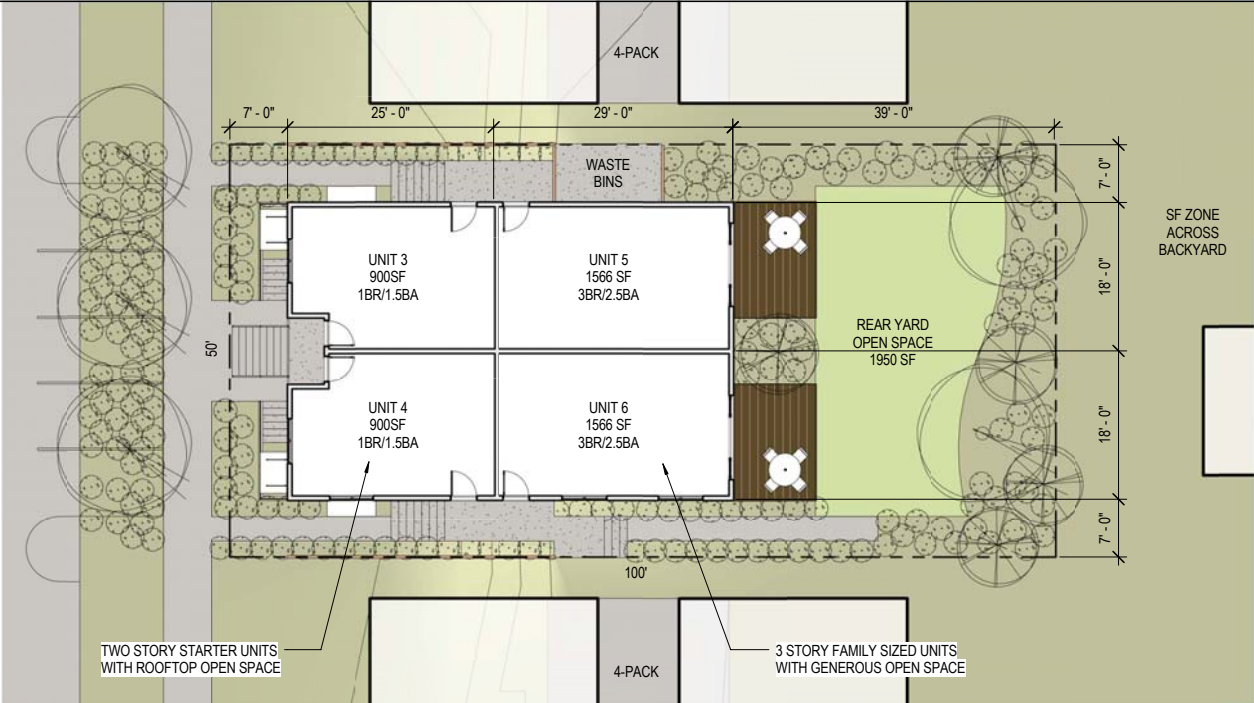 4-PACK
7' - 0"
25' - 0"
29' - 0"
39' - 0"
WASTE
BINS
7' - 0"
SF ZONE
ACROSS
BACKYARD
UNIT 3
900SF
1BR/1.5BA
UNIT 5
1566 SF
3BR/2.5BA
18' - 0"
REAR YARD
OPEN SPACE
1950 SF
50'
UNIT 4
900SF
1BR/1.5BA
UNIT 6
1566 SF
3BR/2.5BA
18' - 0"
7' - 0"
100'
TWO STORY STARTER UNITS
WITH ROOFTOP OPEN SPACE
3 STORY FAMILY SIZED UNITS
WITH GENEROUS OPEN SPACE
4-PACK